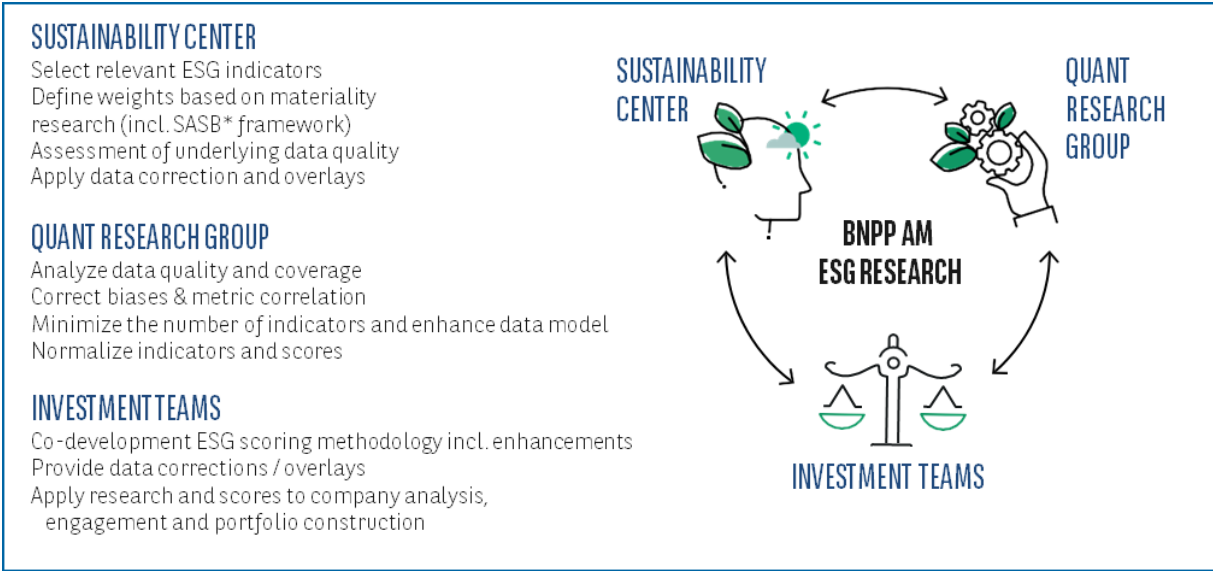 SUSTAINABILITY CENTER
Select relevant ESG indicators
Define weights based on materiality
research (incl. SASB* framework)
Assessment of underlying data quality
Apply data correction and overlays
QUANT RESEARCH GROUP
Analyze data quality and coverage
Correct biases & metric correlation
Minimize the number of indicators and enhance data model
Normalize indicators and scores
INVESTMENT TEAMS
Co-development ESG scoring methodology incl. enhancements
Provide data corrections / overlays
Apply research and scores to company analysis,
engagement and portfolio construction
SUSTAINABILITY
CENTER
QUANT
RESEARCH
GROUP
BNPP AM
ESG RESEARCH
INVESTMENT TEAMS